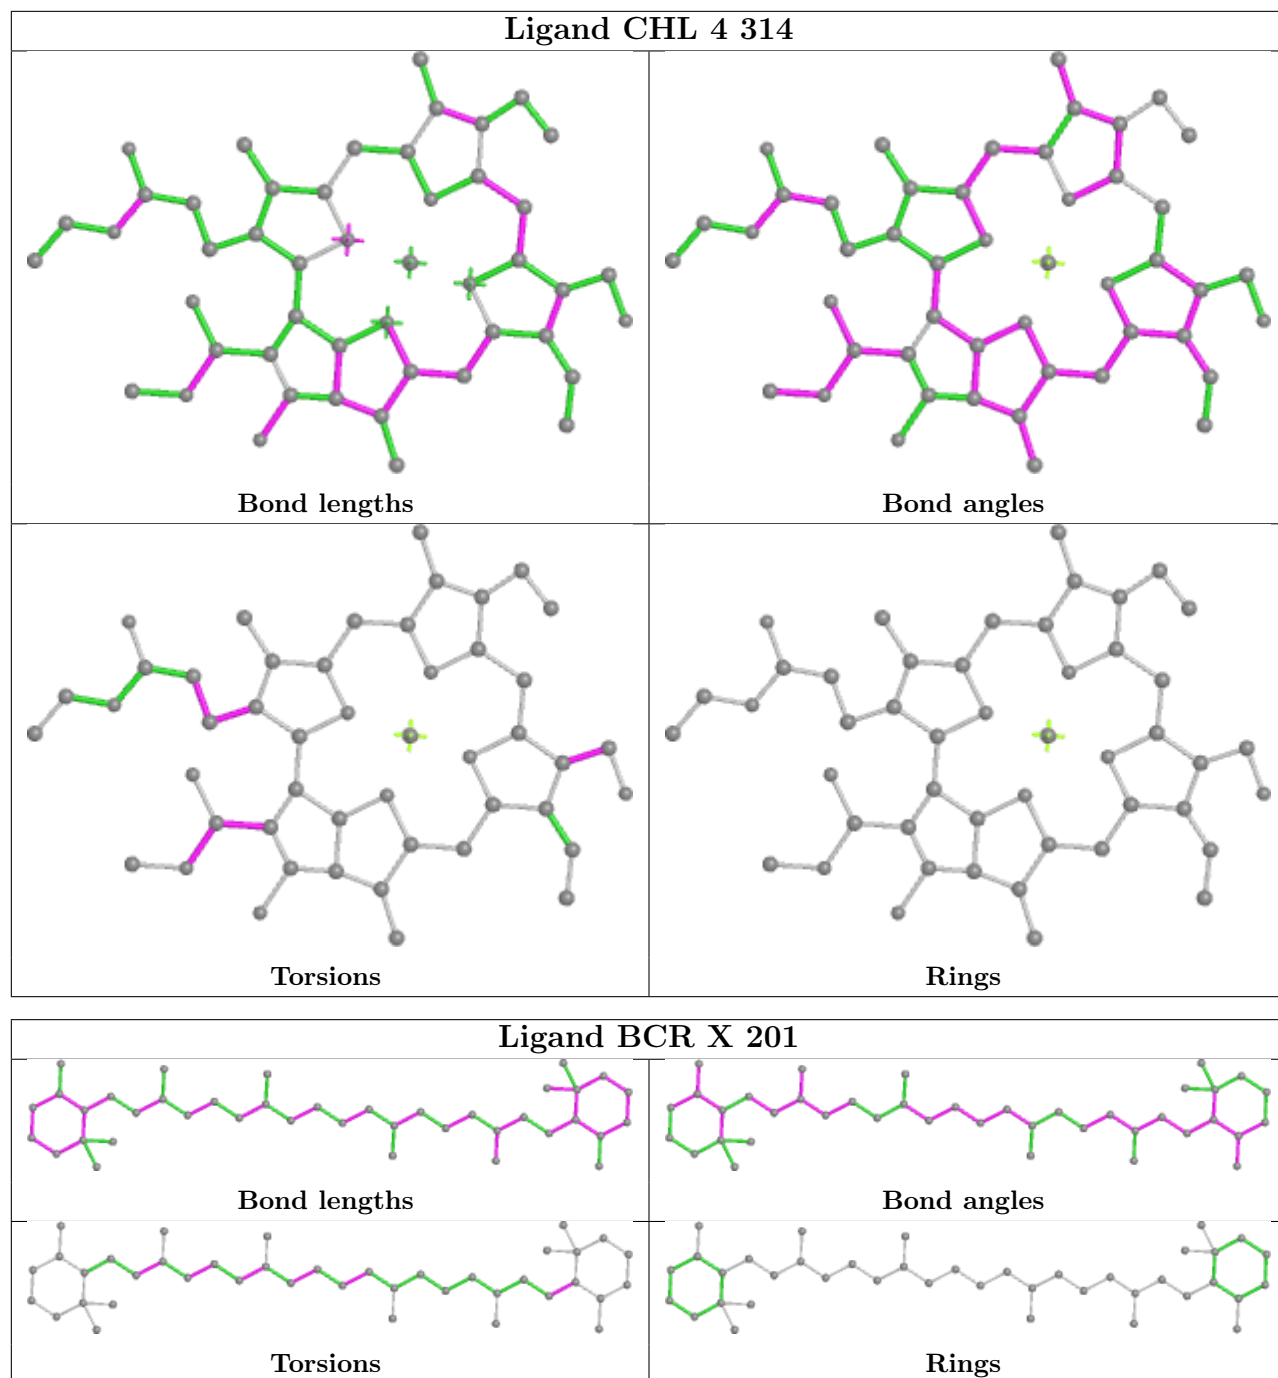 Ligand CHL 4 314
Bond lengths
Bond angles
Torsions
Rings
Ligand BCR X 201
Bond lengths
Bond angles
Torsions
Rings